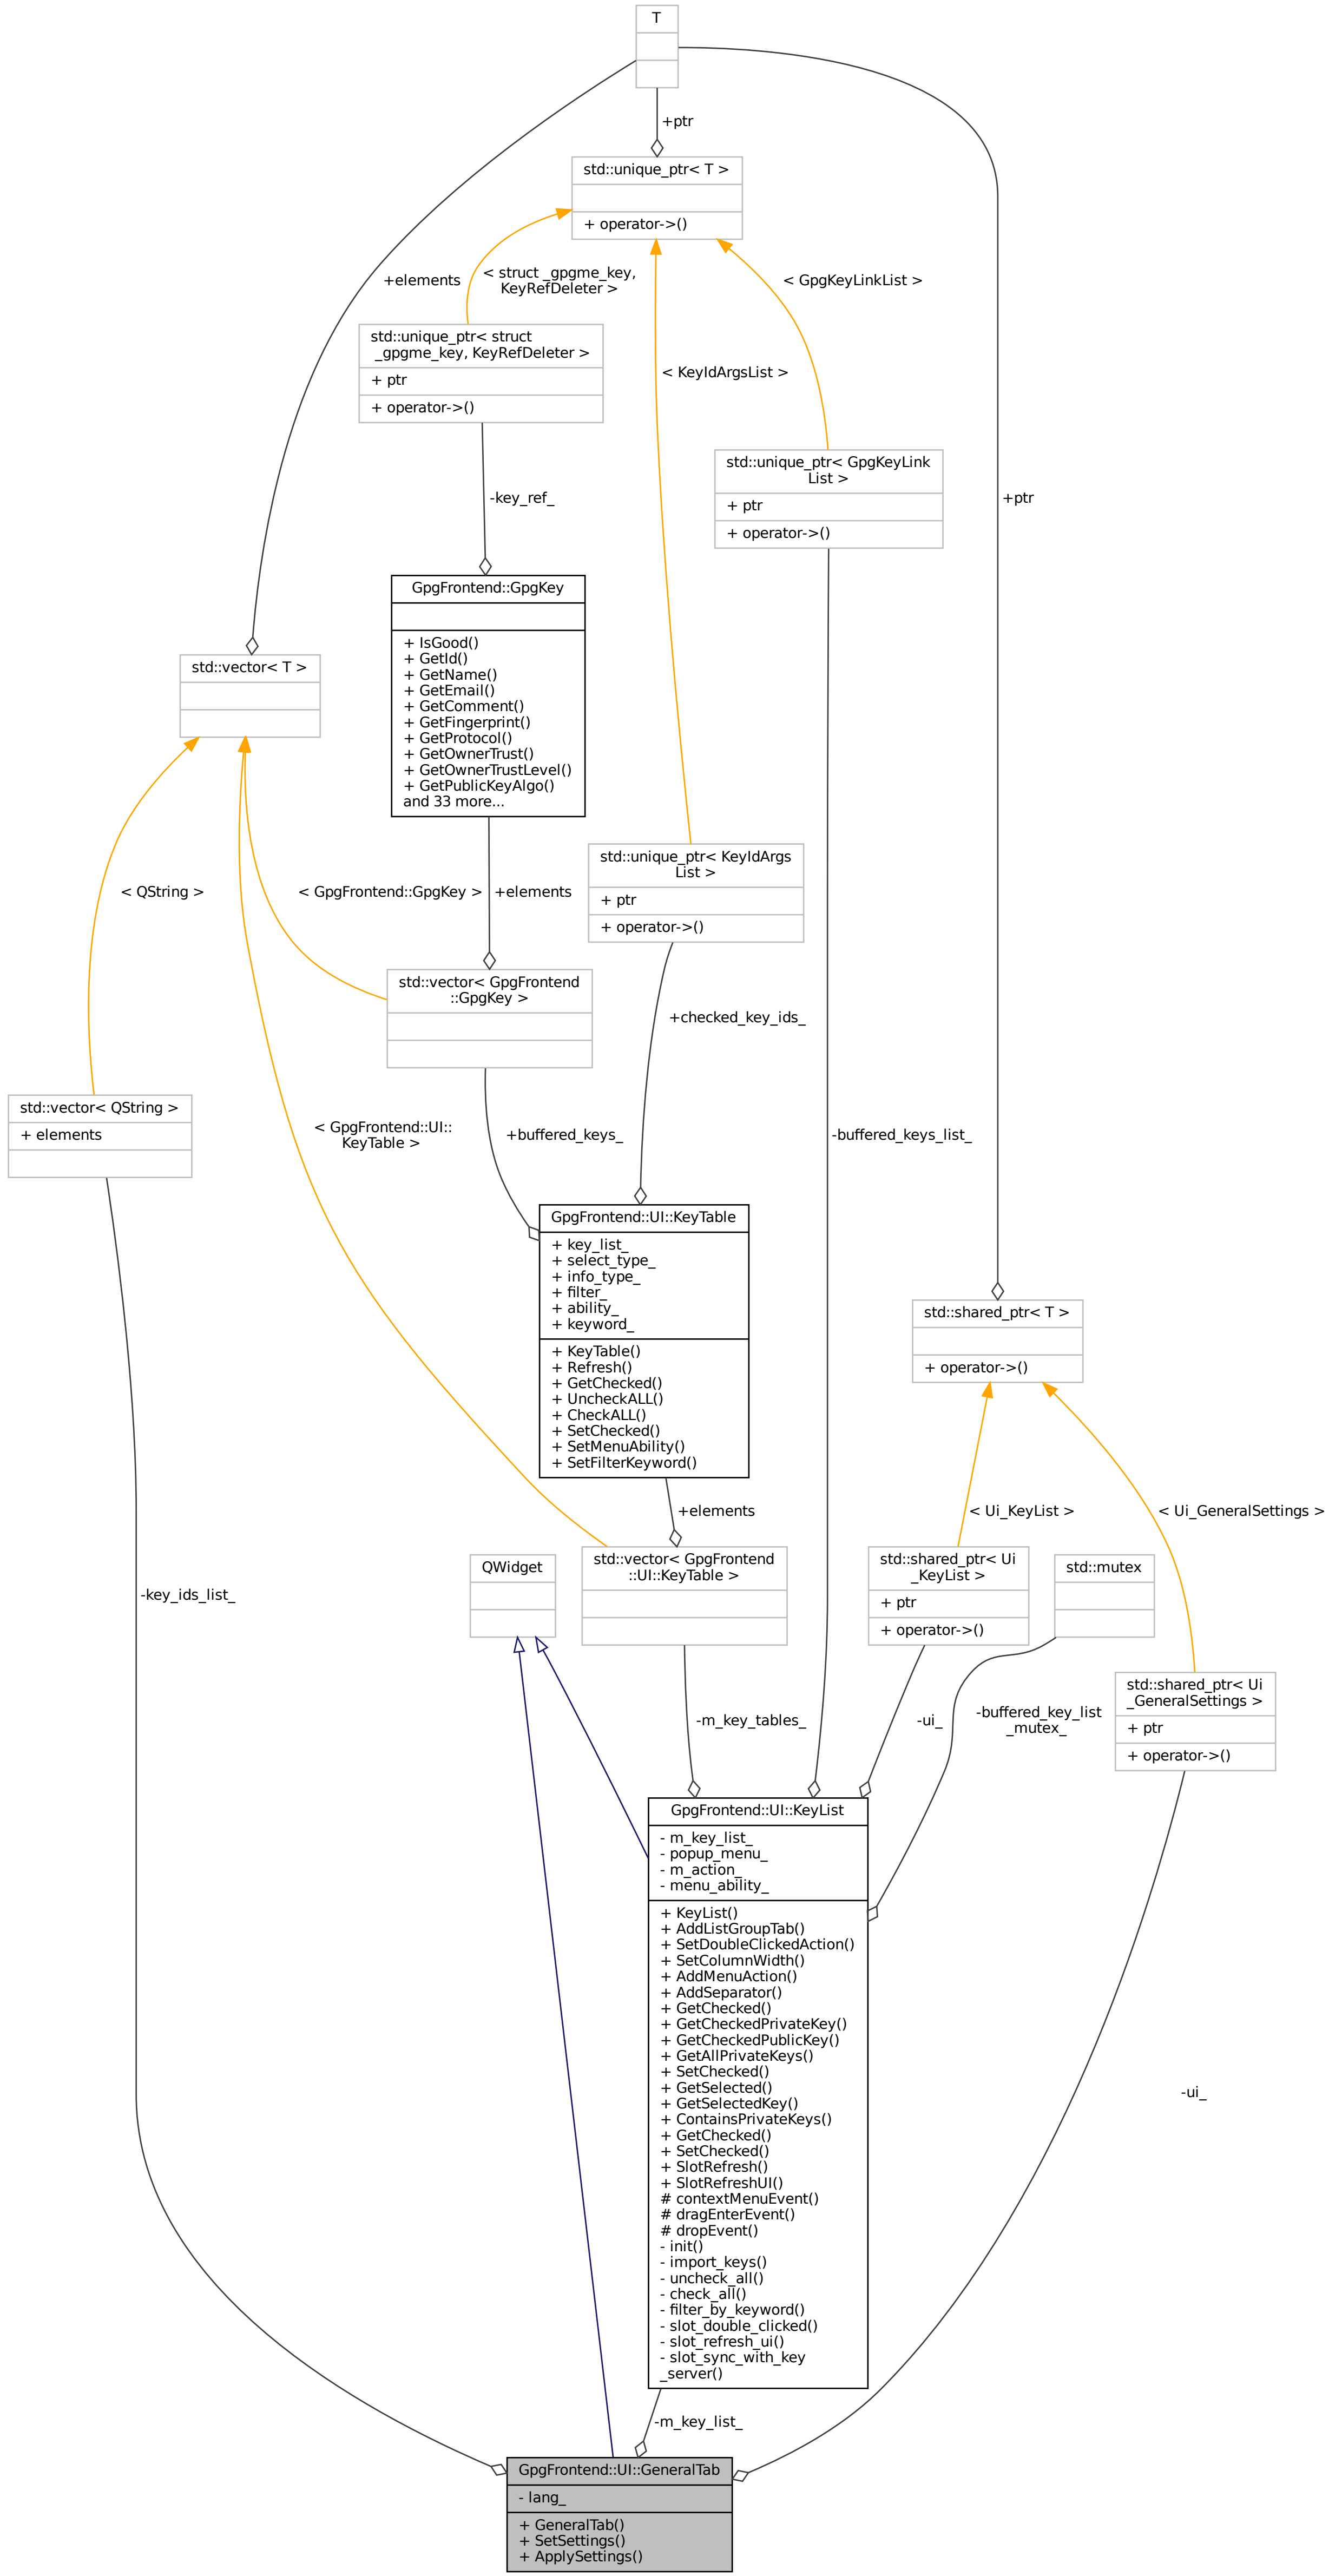 T
+ptr
std::unique_ptr< T >
+ operator->()
+elements
< struct _gpgme_key,
KeyRefDeleter >
< GpgKeyLinkList >
std::unique_ptr< struct
_gpgme_key, KeyRefDeleter >
+ ptr
+ operator->()
< KeyIdArgsList >
std::unique_ptr< GpgKeyLink
List >
+ ptr
+ operator->()
-key_ref_
+ptr
GpgFrontend::GpgKey
+ IsGood()
+ GetId()
+ GetName()
+ GetEmail()
+ GetComment()
+ GetFingerprint()
+ GetProtocol()
+ GetOwnerTrust()
+ GetOwnerTrustLevel()
+ GetPublicKeyAlgo()
and 33 more...
std::vector< T >
std::unique_ptr< KeyIdArgs
List >
+ ptr
+ operator->()
< QString >
< GpgFrontend::GpgKey >
+elements
std::vector< GpgFrontend
::GpgKey >
+checked_key_ids_
std::vector< QString >
+ elements
< GpgFrontend::UI::
KeyTable >
+buffered_keys_
-buffered_keys_list_
GpgFrontend::UI::KeyTable
+ key_list_
+ select_type_
+ info_type_
+ filter_
+ ability_
+ keyword_
+ KeyTable()
+ Refresh()
+ GetChecked()
+ UncheckALL()
+ CheckALL()
+ SetChecked()
+ SetMenuAbility()
+ SetFilterKeyword()
std::shared_ptr< T >
+ operator->()
+elements
< Ui_KeyList >
< Ui_GeneralSettings >
-key_ids_list_
QWidget
std::vector< GpgFrontend
::UI::KeyTable >
std::shared_ptr< Ui
_KeyList >
+ ptr
+ operator->()
std::mutex
-m_key_tables_
-ui_
-buffered_key_list
_mutex_
std::shared_ptr< Ui
_GeneralSettings >
+ ptr
+ operator->()
GpgFrontend::UI::KeyList
- m_key_list_
- popup_menu_
- m_action_
- menu_ability_
+ KeyList()
+ AddListGroupTab()
+ SetDoubleClickedAction()
+ SetColumnWidth()
+ AddMenuAction()
+ AddSeparator()
+ GetChecked()
+ GetCheckedPrivateKey()
+ GetCheckedPublicKey()
+ GetAllPrivateKeys()
+ SetChecked()
+ GetSelected()
+ GetSelectedKey()
+ ContainsPrivateKeys()
+ GetChecked()
+ SetChecked()
+ SlotRefresh()
+ SlotRefreshUI()
# contextMenuEvent()
# dragEnterEvent()
# dropEvent()
- init()
- import_keys()
- uncheck_all()
- check_all()
- filter_by_keyword()
- slot_double_clicked()
- slot_refresh_ui()
- slot_sync_with_key
_server()
-ui_
-m_key_list_
GpgFrontend::UI::GeneralTab
- lang_
+ GeneralTab()
+ SetSettings()
+ ApplySettings()